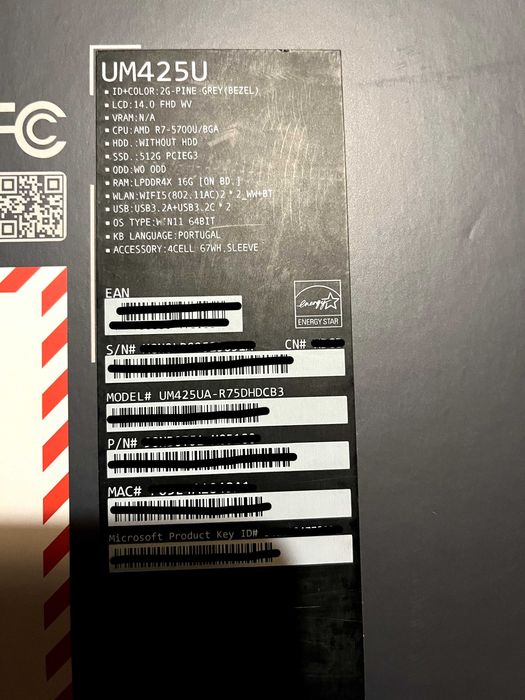 UM425U
▪ ID+COLOR:2G-PINE GREY(BEZEL)
▪ LCD:14.0 FHD WV
▪ VRAM:N/A
▪ CPU:AMD R7-5700U/BGA
▪ HDD.:WITHOUT HDD
▪ SSD.:512G PCIEG3
▪ ODD:WO ODD
▪ RAM:LPDDR4X 16G [ON BD.]
▪ WLAN:WIFI5(802.11AC)2*2_WW+BT
▪ USB:USB3.2A+USB3.2C*2
▪ OS TYPE:WIN11 64BIT
▪ KB LANGUAGE:PORTUGAL
▪ ACCESSORY:4CELL 67WH,SLEEVE
FC
EAN
energy
ENERGY STAR
S/N# CN#
MODEL# UM425UA-R75DHDCB3
P/N#
MAC#
Microsoft Product Key ID#